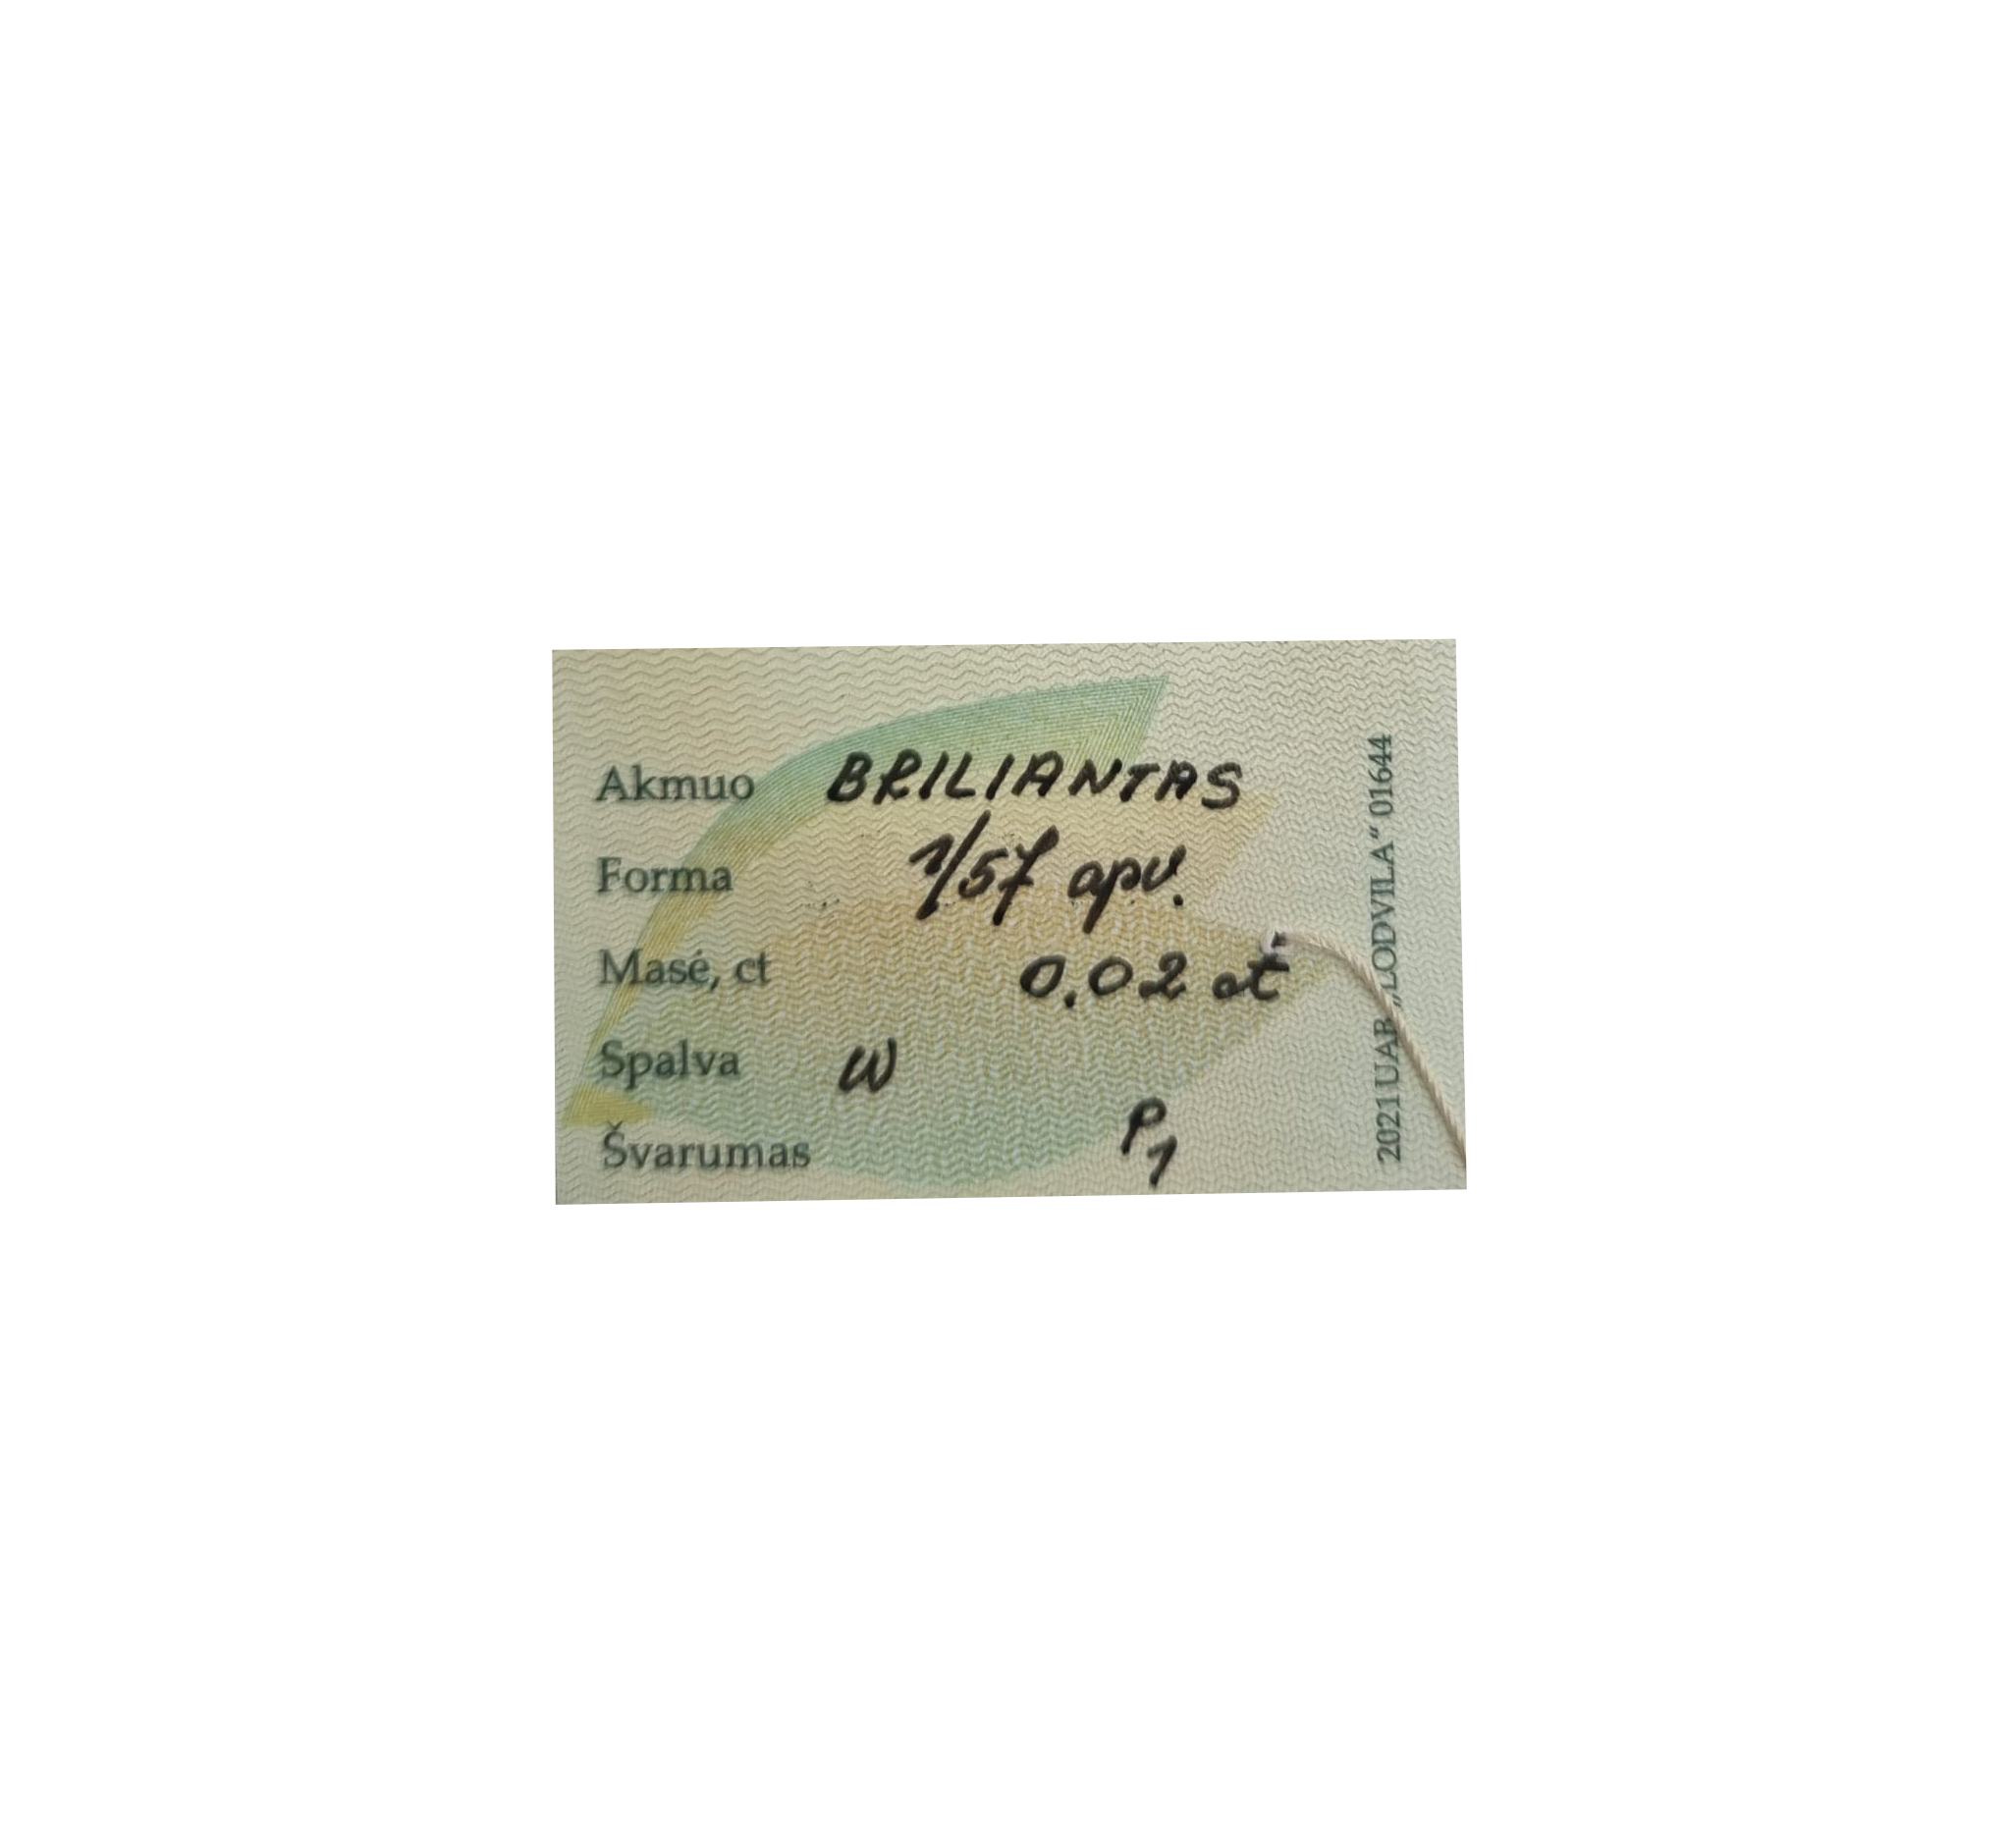 Akmuo BRILIANTAS
Forma 1/57 apv.
Masė, ct 0.02 ct
Spalva W
Švarumas P1
2021 UAB „LODVILA“ 01644